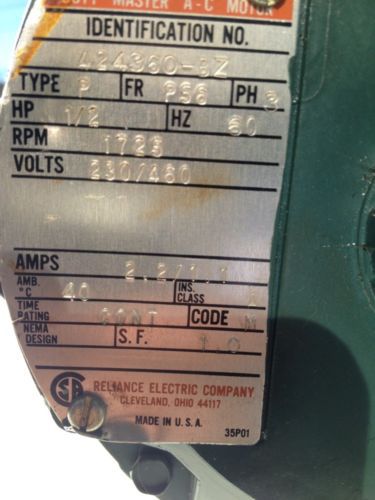 DUTY MASTER A-C MOTOR
IDENTIFICATION NO.
TYPE P FR P56 PH 3
HP 1/2 HZ 60
RPM 1725
VOLTS 230/460
AMPS 2.2/1.1
AMB. °C 40 INS. CLASS A
TIME RATING CONT CODE
NEMA DESIGN S.F. 1.0
SA
RELIANCE ELECTRIC COMPANY
CLEVELAND, OHIO 44117
MADE IN U.S.A.
35P01